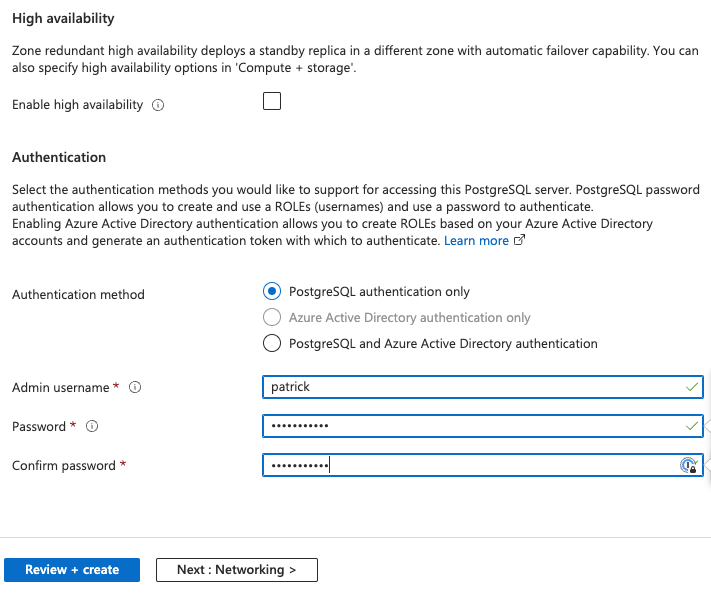 High availability
Zone redundant high availability deploys a standby replica in a different zone with automatic failover capability. You can
also specify high availability options in 'Compute + storage'.
Enable high availability
Authentication
Select the authentication methods you would like to support for accessing this PostgreSQL server. PostgreSQL password
authentication allows you to create and use a ROLEs (usernames) and use a password to authenticate.
Enabling Azure Active Directory authentication allows you to create ROLEs based on your Azure Active Directory
accounts and generate an authentication token with which to authenticate. Learn more
Authentication method
PostgreSQL authentication only
Azure Active Directory authentication only
PostgreSQL and Azure Active Directory authentication
Admin username *
patrick
Password *
•••••••••••
Confirm password *
•••••••••••
Review + create
Next : Networking >